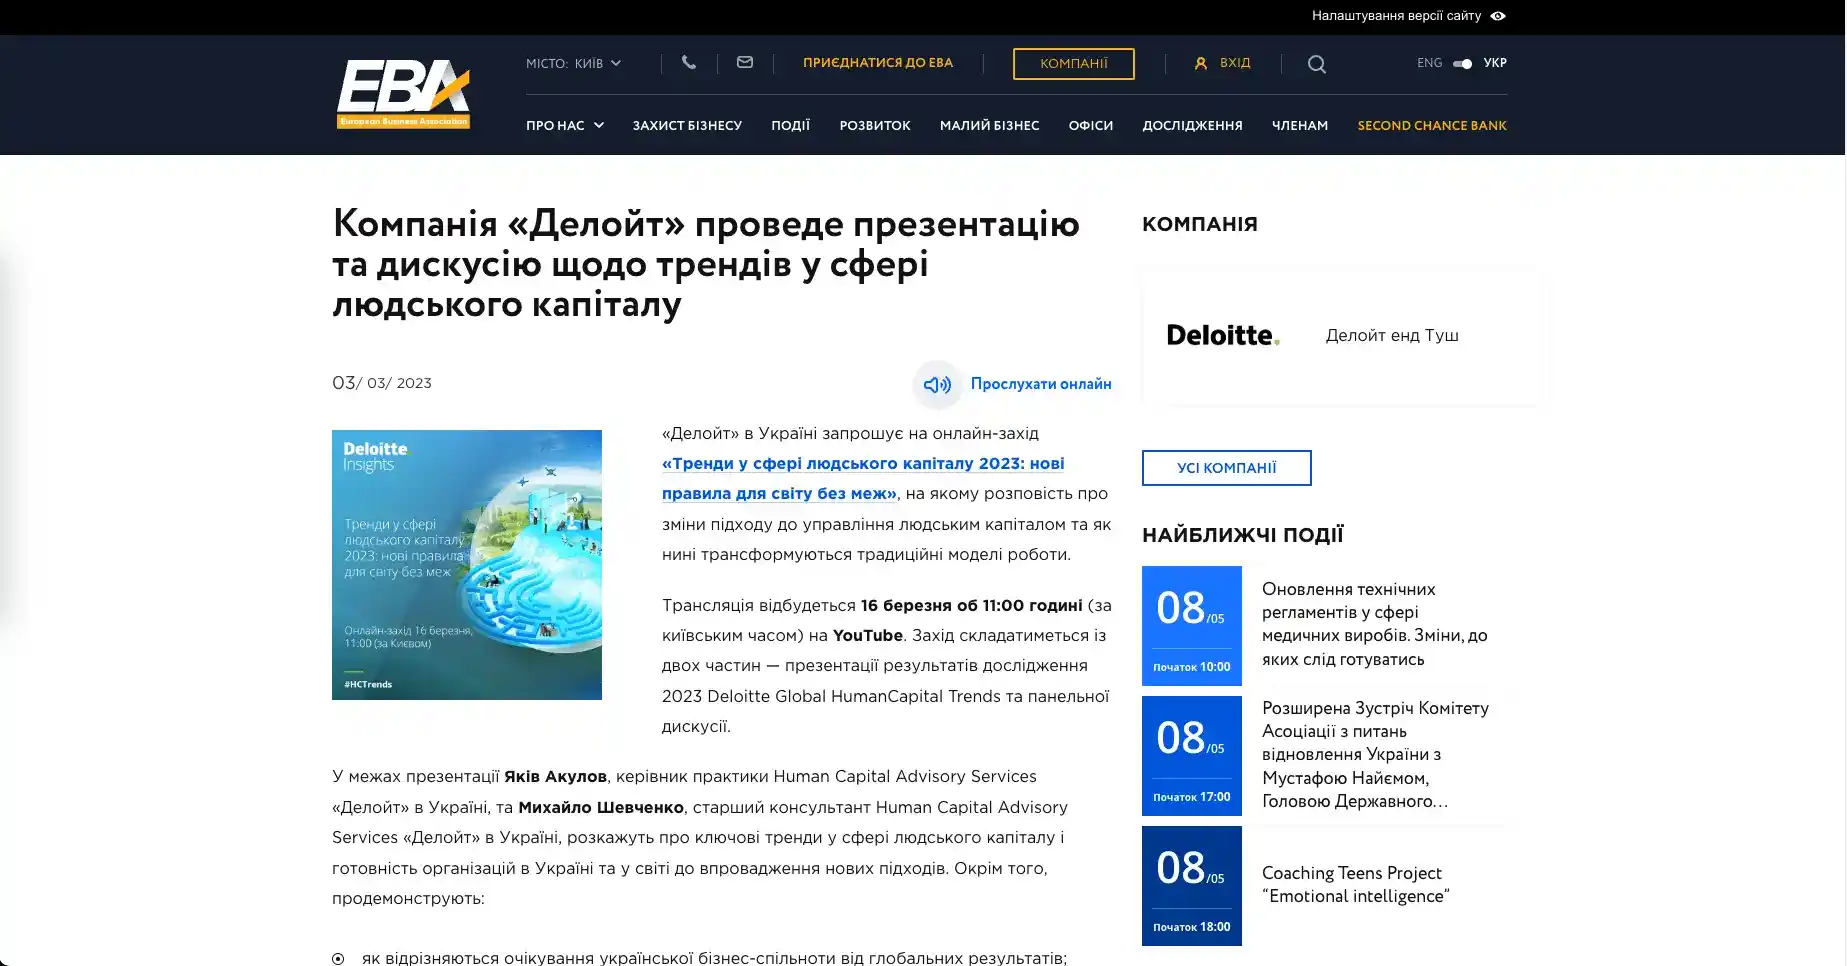 Налаштування версії сайту
EBA
European Business Association
МІСТО: КИЇВ
ПРИЄДНАТИСЯ ДО ЕВА
КОМПАНІЇ
ВХІД
ENG УКР
ПРО НАС
ЗАХИСТ БІЗНЕСУ
ПОДІЇ
РОЗВИТОК
МАЛИЙ БІЗНЕС
ОФІСИ
ДОСЛІДЖЕННЯ
ЧЛЕНАМ
SECOND CHANCE BANK
Компанія «Делойт» проведе презентацію
та дискусію щодо трендів у сфері
людського капіталу
03/ 03/ 2023
Прослухати онлайн
Deloitte.
Insights
Тренди у сфері
людського капіталу
2023: нові правила
для світу без меж
Онлайн-захід 16 березня,
11:00 (за Києвом)
#HCTrends
«Делойт» в Україні запрошує на онлайн-захід
«Тренди у сфері людського капіталу 2023: нові
правила для світу без меж», на якому розповість про
зміни підходу до управління людським капіталом та як
нині трансформуються традиційні моделі роботи.
Трансляція відбудеться 16 березня об 11:00 годині (за
київським часом) на YouTube. Захід складатиметься із
двох частин — презентації результатів дослідження
2023 Deloitte Global HumanCapital Trends та панельної
дискусії.
У межах презентації Яків Акулов, керівник практики Human Capital Advisory Services
«Делойт» в Україні, та Михайло Шевченко, старший консультант Human Capital Advisory
Services «Делойт» в Україні, розкажуть про ключові тренди у сфері людського капіталу і
готовність організацій в Україні та у світі до впровадження нових підходів. Окрім того,
продемонструють:
як відрізняються очікування української бізнес-спільноти від глобальних результатів;
КОМПАНІЯ
Deloitte.
Делойт енд Туш
УСІ КОМПАНІЇ
НАЙБЛИЖЧІ ПОДІЇ
08/05
Початок 10:00
Оновлення технічних
регламентів у сфері
медичних виробів. Зміни, до
яких слід готуватись
08/05
Початок 17:00
Розширена Зустріч Комітету
Асоціації з питань
відновлення України з
Мустафою Найємом,
Головою Державного...
08/05
Початок 18:00
Coaching Teens Project
“Emotional intelligence”